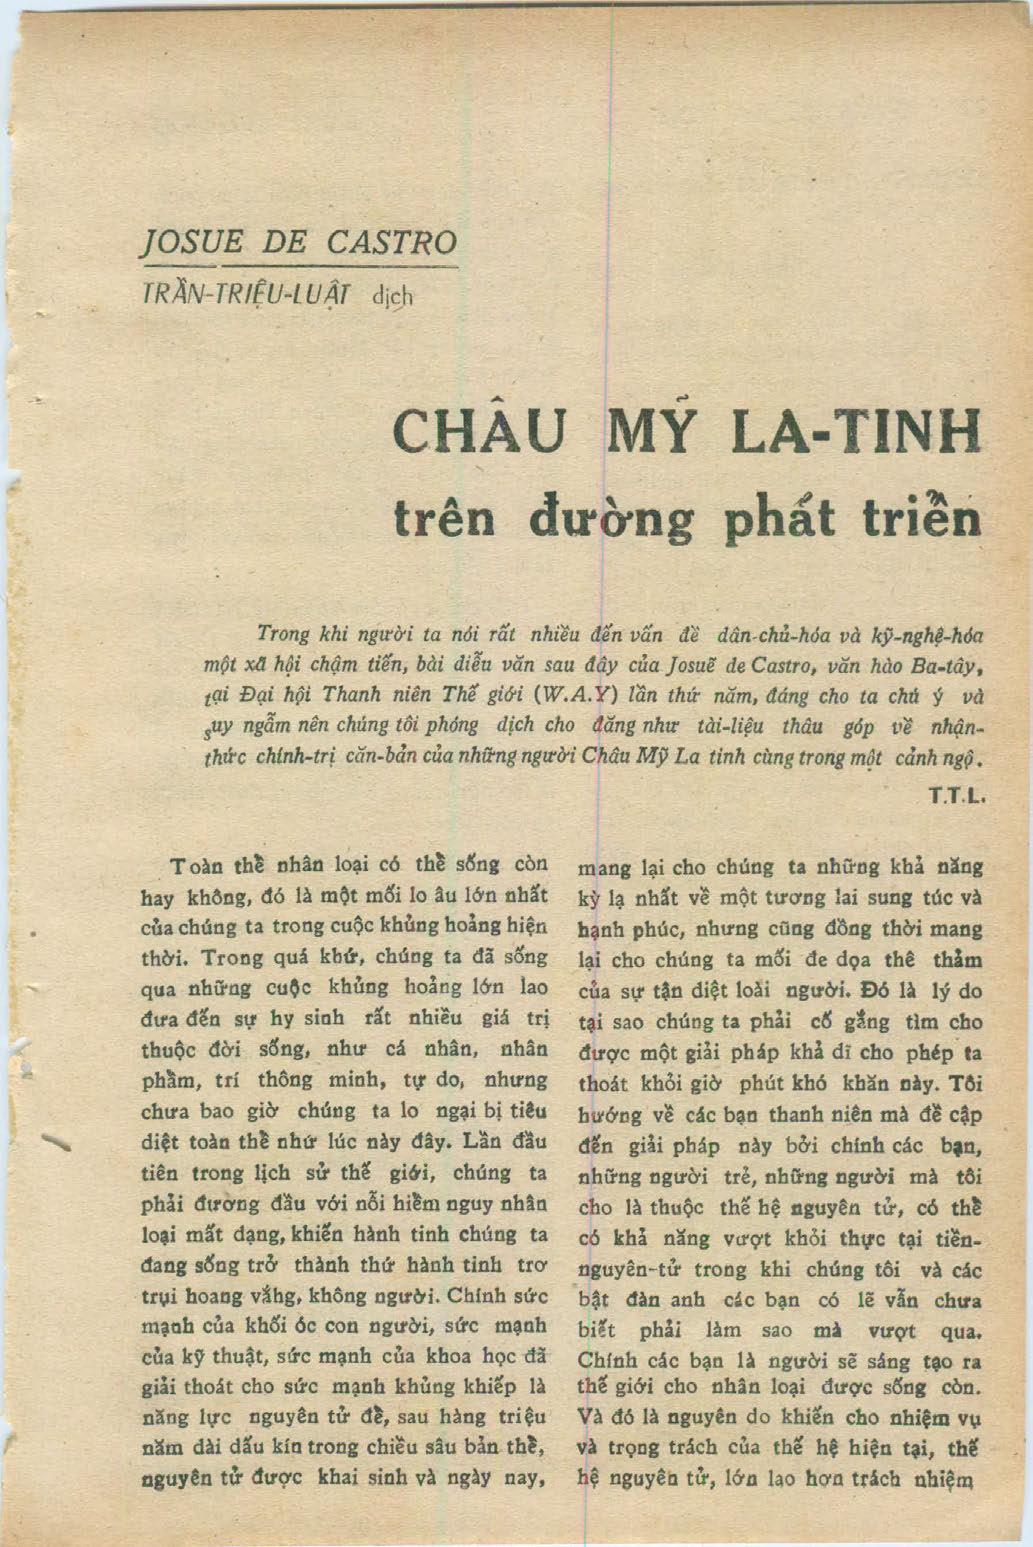 JOSUE DE CASTRO
TRẦN-TRIỆU-LUẬT dịch
CHÂU MỸ LA-TINH
trên đường phát triển
Trong khi người ta nói rất nhiều đến vấn đề dân-chủ-hóa và kỹ-nghệ-hóa
một xã hội chậm tiến, bài diễu văn sau đây của Josuẽ de Castro, văn hào Ba-tây,
tại Đại hội Thanh niên Thế giới (W.A.Y) lần thứ năm, đáng cho ta chú ý và
suy ngẫm nên chúng tôi phóng dịch cho đăng như tài-liệu thâu góp về nhận-
thức chính-trị căn-bản của những người Châu Mỹ La tinh cùng trong một cảnh ngộ.
T.T.L.
Toàn thể nhân loại có thể sống còn
hay không, đó là một mối lo âu lớn nhất
của chúng ta trong cuộc khủng hoảng hiện
thời. Trong quá khứ, chúng ta đã sống
qua những cuộc khủng hoảng lớn lao
đưa đến sự hy sinh rất nhiều giá trị
thuộc đời sống, như cá nhân, nhân
phẩm, trí thông minh, tự do, nhưng
chưa bao giờ chúng ta lo ngại bị tiêu
diệt toàn thể như lúc này đây. Lần đầu
tiên trong lịch sử thế giới, chúng ta
phải đương đầu với nỗi hiểm nguy nhân
loại mất dạng, khiến hành tinh chúng ta
đang sống trở thành thứ hành tinh trơ
trụi hoang vắng, không người. Chính sức
mạnh của khối óc con người, sức mạnh
của kỹ thuật, sức mạnh của khoa học đã
giải thoát cho sức mạnh khủng khiếp là
năng lực nguyên tử để, sau hàng triệu
năm dài dấu kín trong chiều sâu bản thể,
nguyên tử được khai sinh và ngày nay,
mang lại cho chúng ta những khả năng
kỳ lạ nhất về một tương lai sung túc và
hạnh phúc, nhưng cũng đồng thời mang
lại cho chúng ta mối đe dọa thê thảm
của sự tận diệt loài người. Đó là lý do
tại sao chúng ta phải cố gắng tìm cho
được một giải pháp khả dĩ cho phép ta
thoát khỏi giờ phút khó khăn này. Tôi
hướng về các bạn thanh niên mà đề cập
đến giải pháp này bởi chính các bạn,
những người trẻ, những người mà tôi
cho là thuộc thế hệ nguyên tử, có thể
có khả năng vượt khỏi thực tại tiền-
nguyên-tử trong khi chúng tôi và các
bật đàn anh các bạn có lẽ vẫn chưa
biết phải làm sao mà vượt qua.
Chính các bạn là người sẽ sáng tạo ra
thế giới cho nhân loại được sống còn.
Và đó là nguyên do khiến cho nhiệm vụ
và trọng trách của thế hệ hiện tại, thế
hệ nguyên tử, lớn lao hơn trách nhiệm